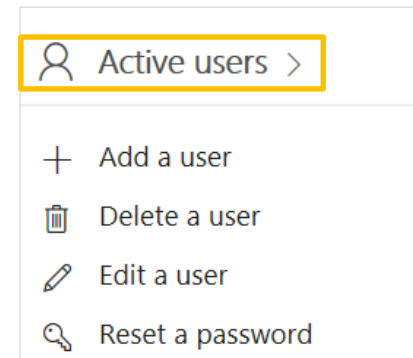 Active users >
Add a user
Delete a user
Edit a user
Reset a password